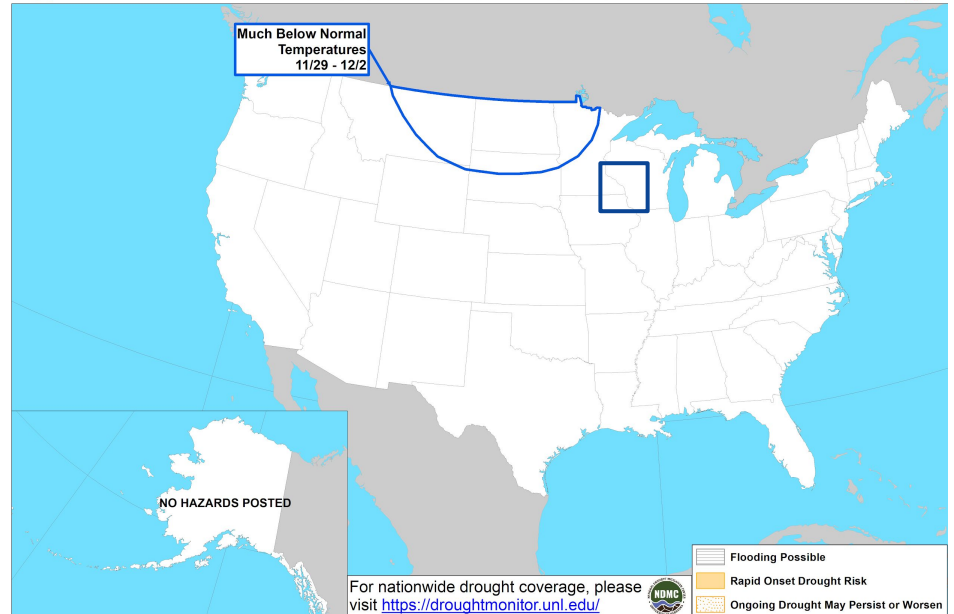 Much Below Normal
Temperatures
11/29 - 12/2
NO HAZARDS POSTED
For nationwide drought coverage, please
visit https://droughtmonitor.unl.edu/
NDMC
Flooding Possible
Rapid Onset Drought Risk
Ongoing Drought May Persist or Worsen